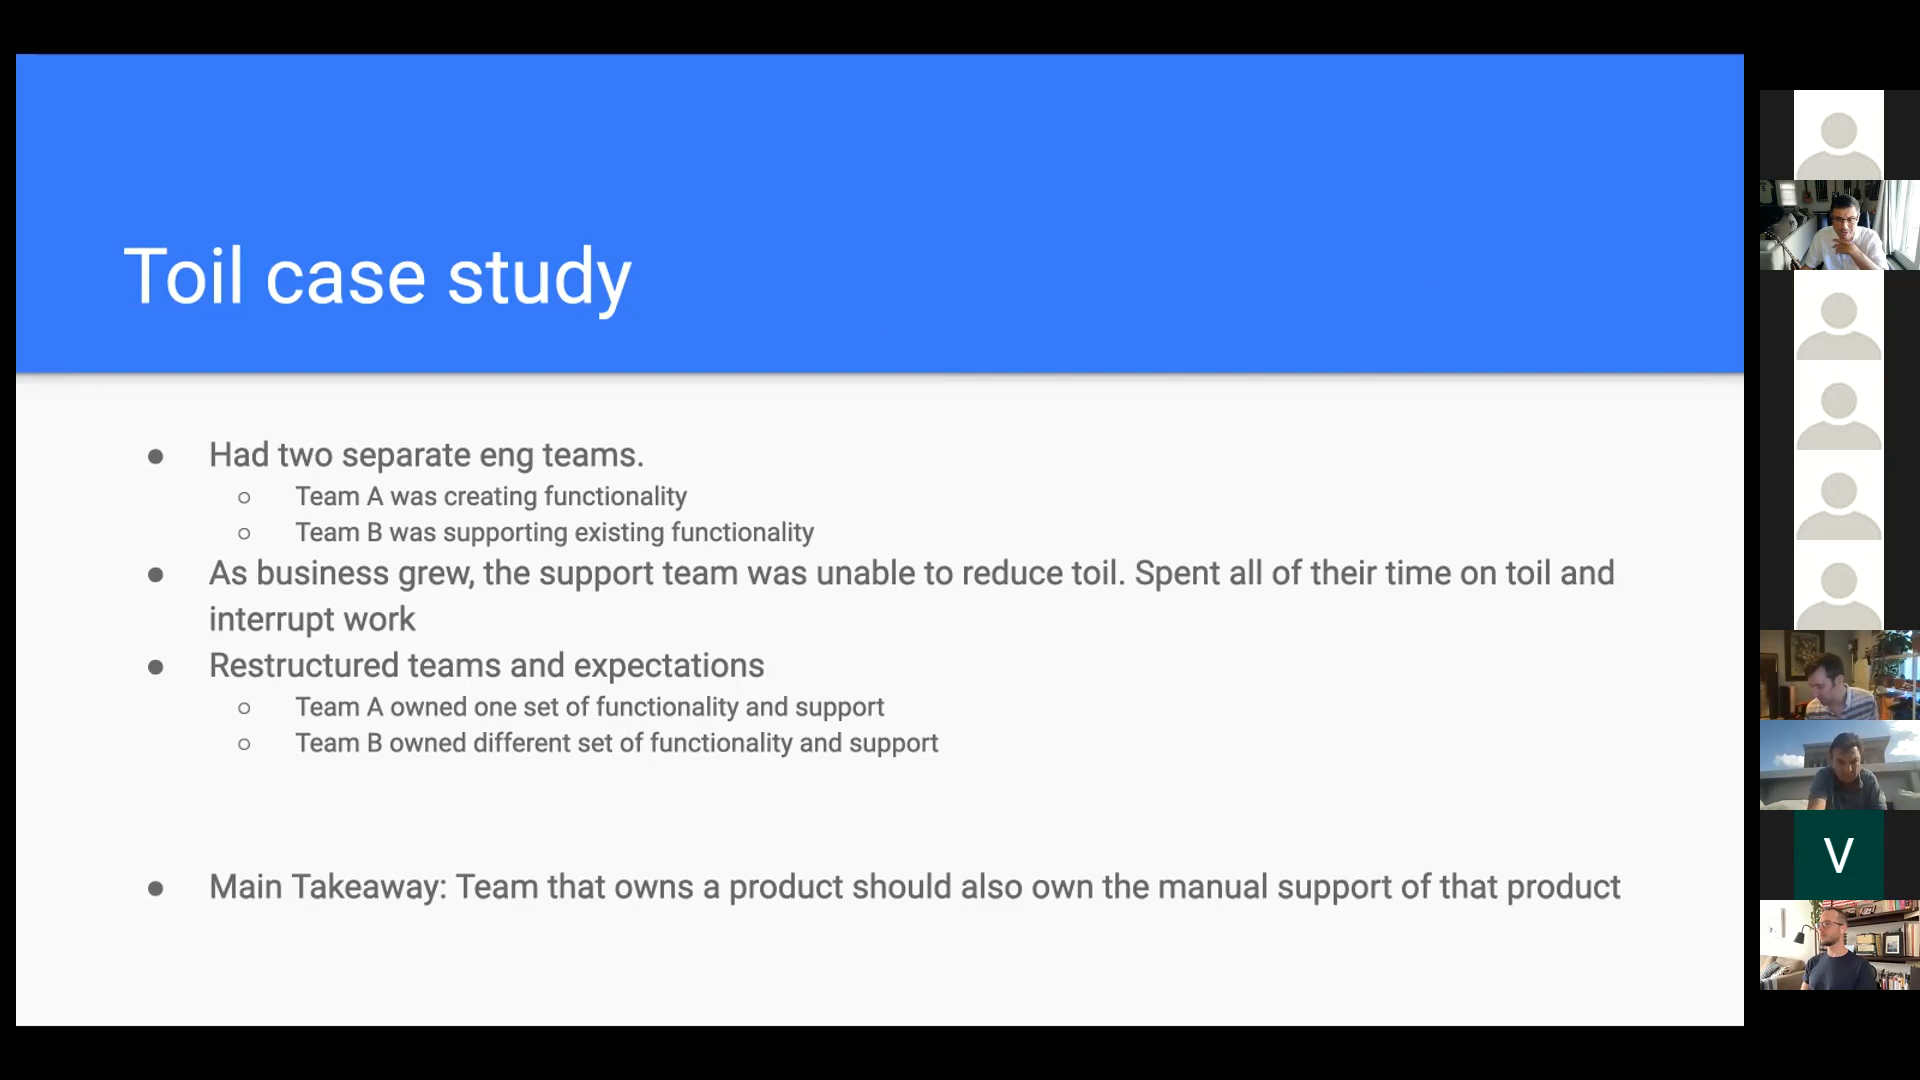 Toil case study
● Had two separate eng teams.
○ Team A was creating functionality
○ Team B was supporting existing functionality
● As business grew, the support team was unable to reduce toil. Spent all of their time on toil and
interrupt work
● Restructured teams and expectations
○ Team A owned one set of functionality and support
○ Team B owned different set of functionality and support
● Main Takeaway: Team that owns a product should also own the manual support of that product
V